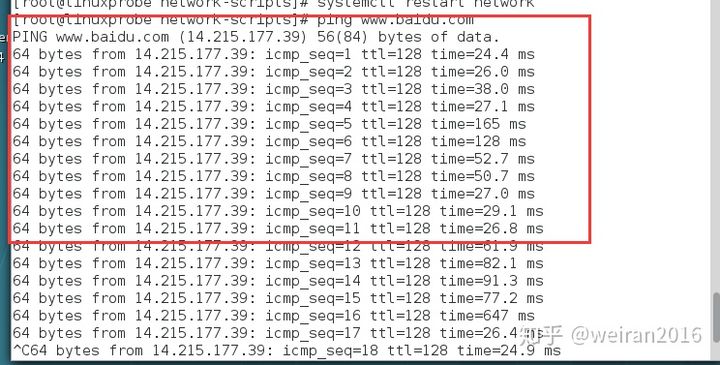 [root@linuxprobe network-scripts]# systemctl restart network
[root@linuxprobe network-scripts]# ping www.baidu.com
PING www.baidu.com (14.215.177.39) 56(84) bytes of data.
64 bytes from 14.215.177.39: icmp_seq=1 ttl=128 time=24.4 ms
64 bytes from 14.215.177.39: icmp_seq=2 ttl=128 time=26.0 ms
64 bytes from 14.215.177.39: icmp_seq=3 ttl=128 time=38.0 ms
64 bytes from 14.215.177.39: icmp_seq=4 ttl=128 time=27.1 ms
64 bytes from 14.215.177.39: icmp_seq=5 ttl=128 time=165 ms
64 bytes from 14.215.177.39: icmp_seq=6 ttl=128 time=128 ms
64 bytes from 14.215.177.39: icmp_seq=7 ttl=128 time=52.7 ms
64 bytes from 14.215.177.39: icmp_seq=8 ttl=128 time=50.7 ms
64 bytes from 14.215.177.39: icmp_seq=9 ttl=128 time=27.0 ms
64 bytes from 14.215.177.39: icmp_seq=10 ttl=128 time=29.1 ms
64 bytes from 14.215.177.39: icmp_seq=11 ttl=128 time=26.8 ms
64 bytes from 14.215.177.39: icmp_seq=12 ttl=128 time=61.9 ms
64 bytes from 14.215.177.39: icmp_seq=13 ttl=128 time=82.1 ms
64 bytes from 14.215.177.39: icmp_seq=14 ttl=128 time=91.3 ms
64 bytes from 14.215.177.39: icmp_seq=15 ttl=128 time=77.2 ms
64 bytes from 14.215.177.39: icmp_seq=16 ttl=128 time=647 ms
64 bytes from 14.215.177.39: icmp_seq=17 ttl=128 time=26.4 ms
^C64 bytes from 14.215.177.39: icmp_seq=18 ttl=128 time=24.9 ms
知乎 @weiran2016